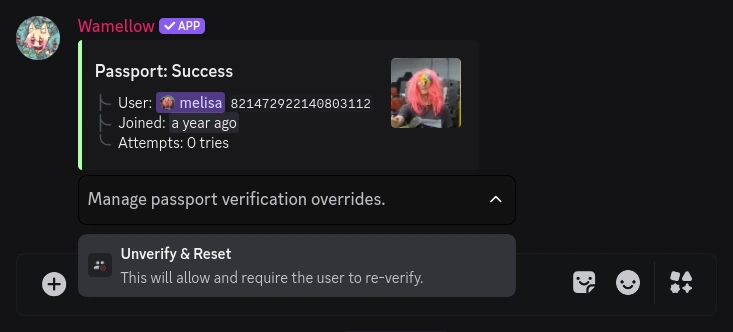 Wamellow ✓ APP
Passport: Success
User: melisa 821472922140803112
Joined: a year ago
Attempts: 0 tries
Manage passport verification overrides.
Unverify & Reset
This will allow and require the user to re-verify.